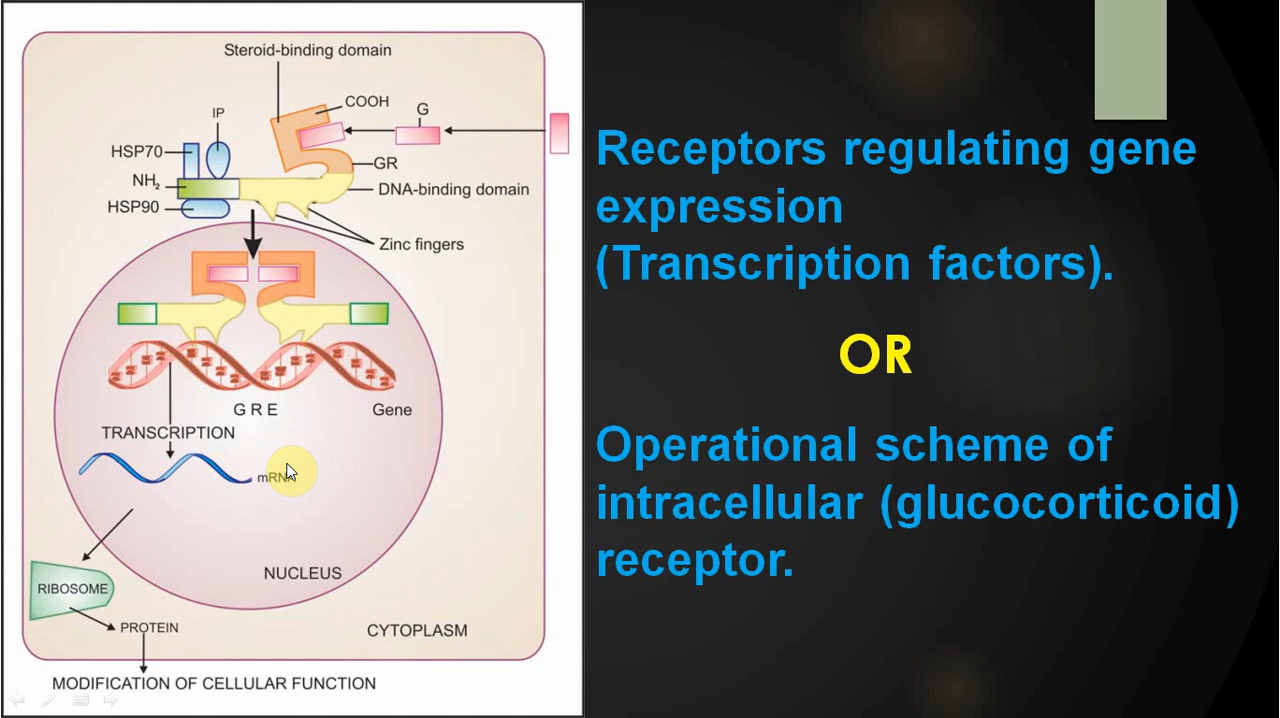 Steroid-binding domain
COOH
G
IP
HSP70
GR
NH2
DNA-binding domain
HSP90
Zinc fingers
G R E
Gene
TRANSCRIPTION
mRNA
NUCLEUS
RIBOSOME
PROTEIN
CYTOPLASM
MODIFICATION OF CELLULAR FUNCTION
Receptors regulating gene
expression
(Transcription factors).
OR
Operational scheme of
intracellular (glucocorticoid)
receptor.